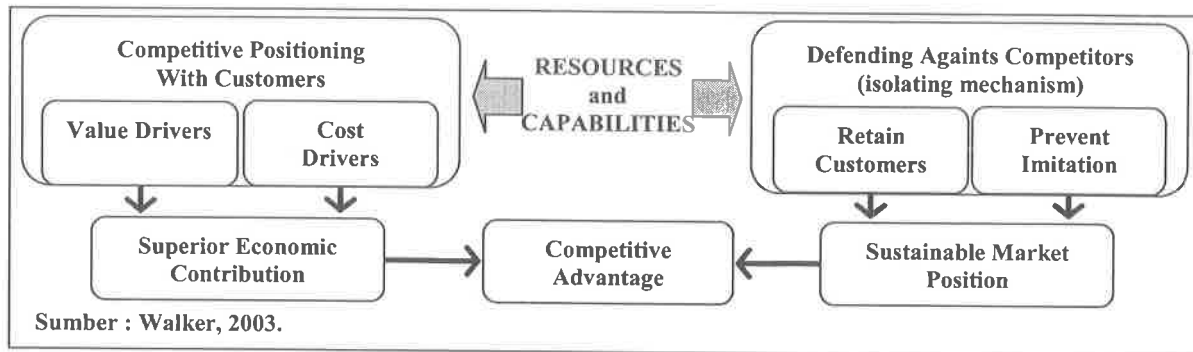 Competitive Positioning
With Customers
Value Drivers
Cost
Drivers
RESOURCES
and
CAPABILITIES
Defending Againts Competitors
(isolating mechanism)
Retain
Customers
Prevent
Imitation
Superior Economic
Contribution
Competitive
Advantage
Sustainable Market
Position
Sumber : Walker, 2003.